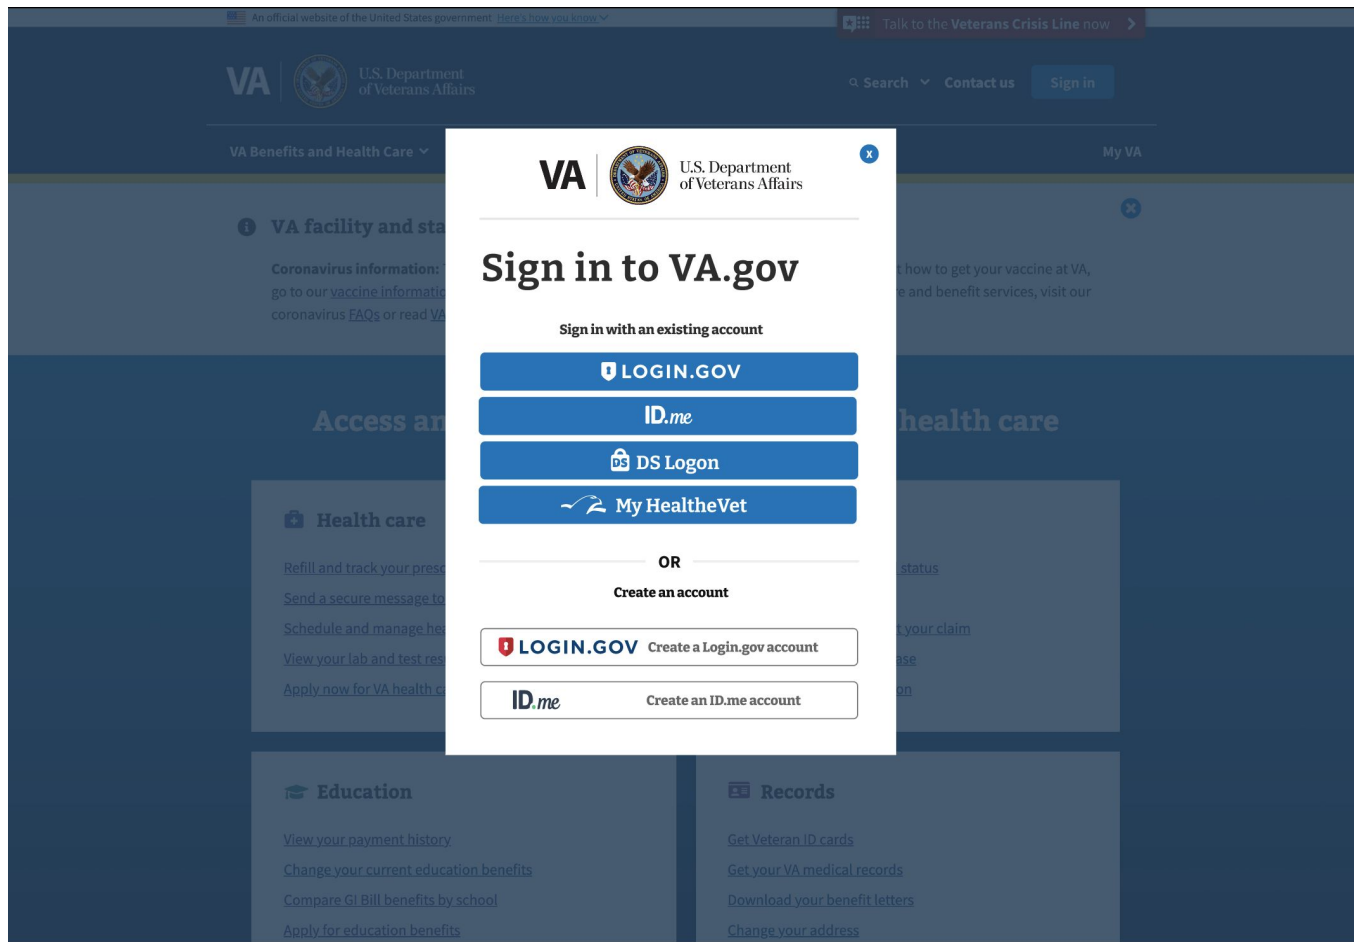 An official website of the United States government Here's how you know
Talk to the Veterans Crisis Line now
VA U.S. Department
of Veterans Affairs
Search Contact us Sign in
VA Benefits and Health Care
My VA
VA U.S. Department
of Veterans Affairs
x
VA facility and sta
Coronavirus information:
t how to get your vaccine at VA,
go to our vaccine informatio
e and benefit services, visit our
coronavirus FAQs or read VA
Sign in to VA.gov
Sign in with an existing account
LOGIN.GOV
ID.me
DS DS Logon
My HealtheVet
OR
Create an account
LOGIN.GOV Create a Login.gov account
ID.me Create an ID.me account
Access an
health care
Health care
Refill and track your presc
status
Send a secure message to
Schedule and manage hea
t your claim
View your lab and test res
ase
Apply now for VA health ca
on
Education
View your payment history
Change your current education benefits
Compare GI Bill benefits by school
Apply for education benefits
Records
Get Veteran ID cards
Get your VA medical records
Download your benefit letters
Change your address